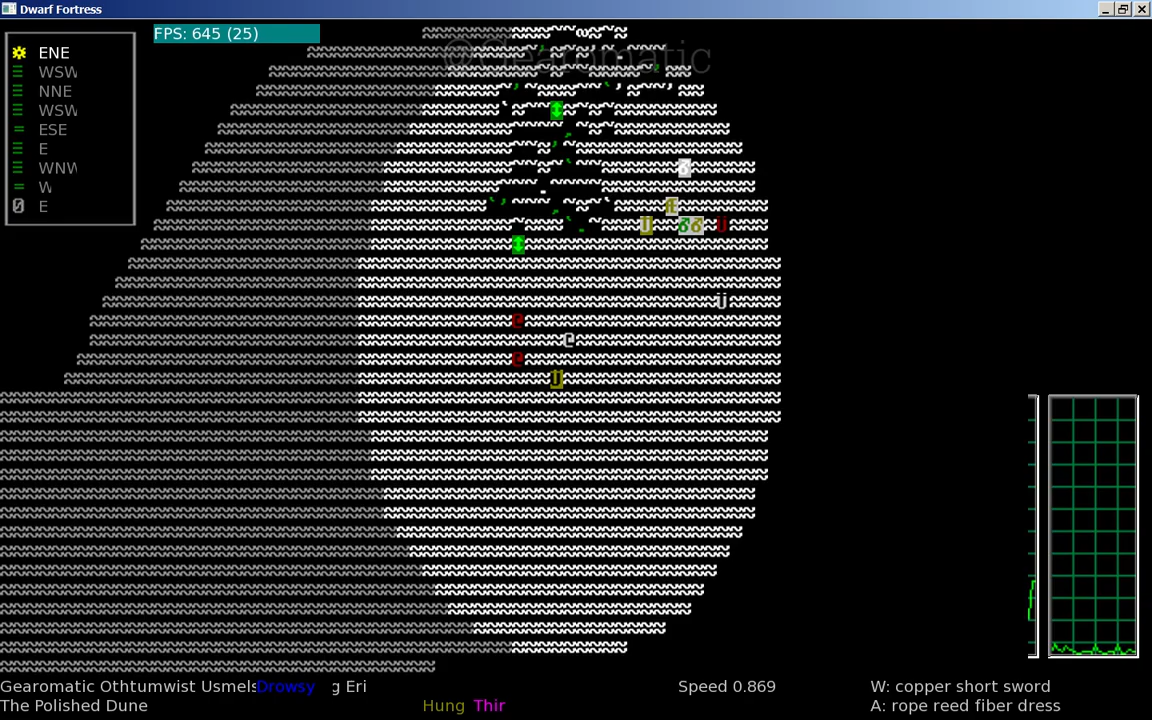 Dwarf Fortress
FPS: 645 (25)
@Gearomatic
ENE
WSW
NNE
WSW
ESE
E
WNW
W
E
Gearomatic Othtumwist Usmels Drowsy g Eri
Speed 0.869
W: copper short sword
The Polished Dune
Hung Thir
A: rope reed fiber dress